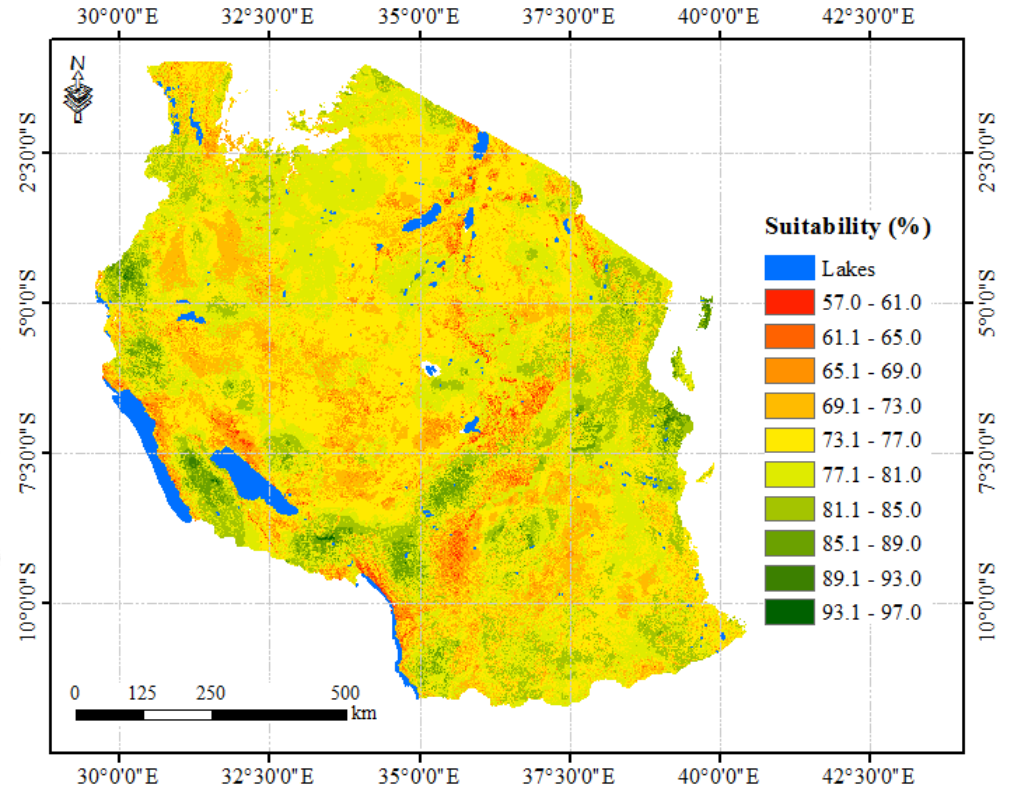 30°0'0"E 32°30'0"E 35°0'0"E 37°30'0"E 40°0'0"E 42°30'0"E
N
2°30'0"S 2°30'0"S
Suitability (%)
Lakes
57.0 - 61.0
5°0'0"S 5°0'0"S
61.1 - 65.0
65.1 - 69.0
69.1 - 73.0
73.1 - 77.0
7°30'0"S 7°30'0"S
77.1 - 81.0
81.1 - 85.0
85.1 - 89.0
89.1 - 93.0
10°0'0"S 10°0'0"S
93.1 - 97.0
0 125 250 500
km
30°0'0"E 32°30'0"E 35°0'0"E 37°30'0"E 40°0'0"E 42°30'0"E